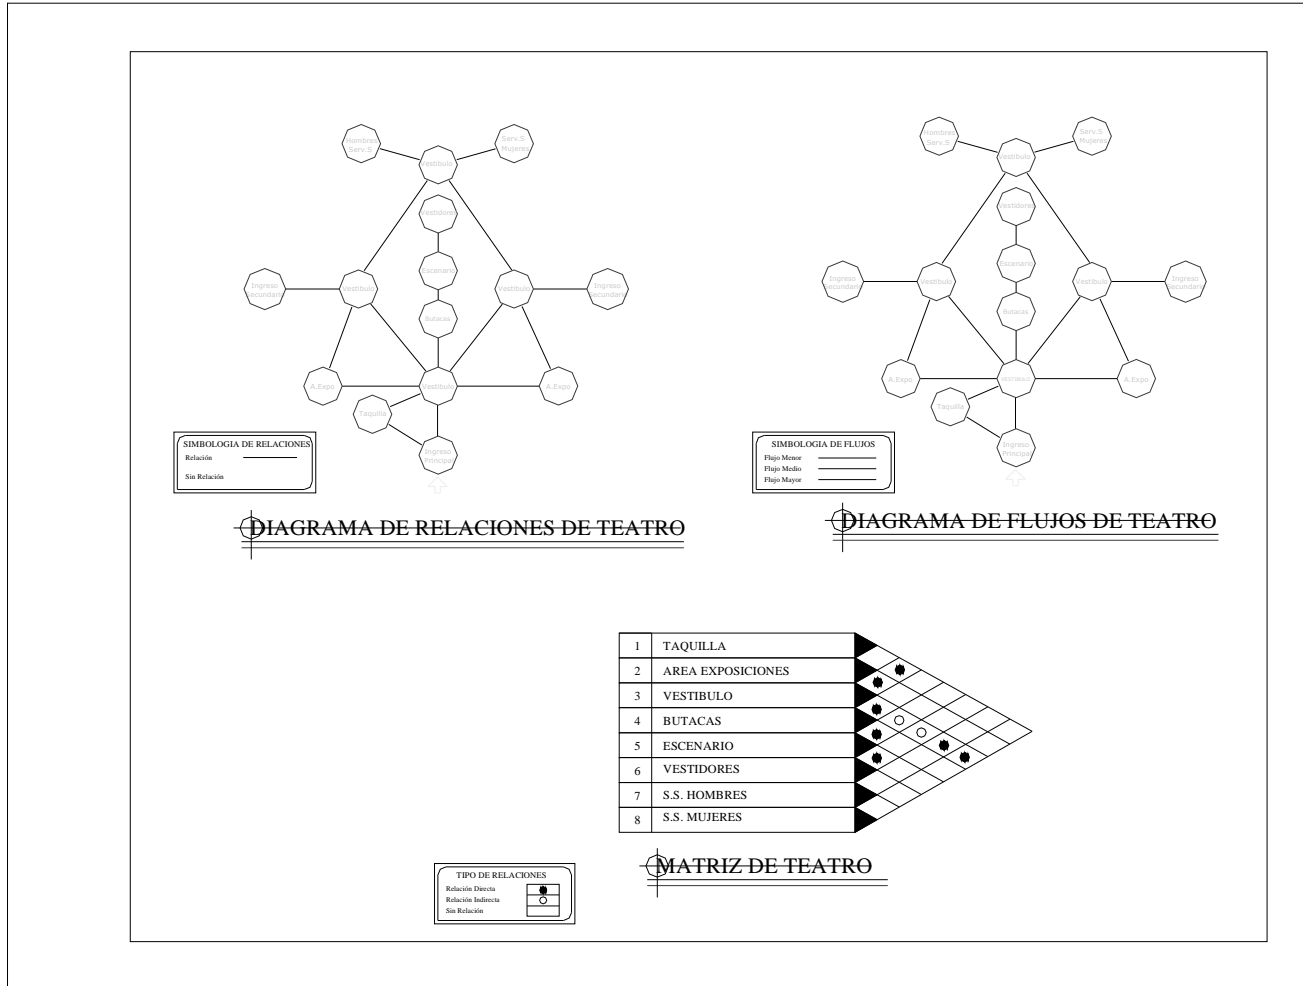 Hombres
Serv.S
Serv.S
Mujeres
Vestibulo
Vestidores
Escenario
Ingreso
Secundario
Vestibulo
Vestibulo
Ingreso
Secundario
Butacas
A.Expo
Vestibulo
A.Expo
Taquilla
Ingreso
Principal
SIMBOLOGIA DE RELACIONES
Relación
Sin Relación
DIAGRAMA DE RELACIONES DE TEATRO
Hombres
Serv.S
Serv.S
Mujeres
Vestibulo
Vestidores
Escenario
Ingreso
Secundario
Vestibulo
Vestibulo
Ingreso
Secundario
Butacas
A.Expo
VESTIBULO
A.Expo
Taquilla
Ingreso
Principal
SIMBOLOGIA DE FLUJOS
Flujo Menor
Flujo Medio
Flujo Mayor
DIAGRAMA DE FLUJOS DE TEATRO
1 TAQUILLA
2 AREA EXPOSICIONES
3 VESTIBULO
4 BUTACAS
5 ESCENARIO
6 VESTIDORES
7 S.S. HOMBRES
8 S.S. MUJERES
MATRIZ DE TEATRO
TIPO DE RELACIONES
Relación Directa
Relación Indirecta
Sin Relación